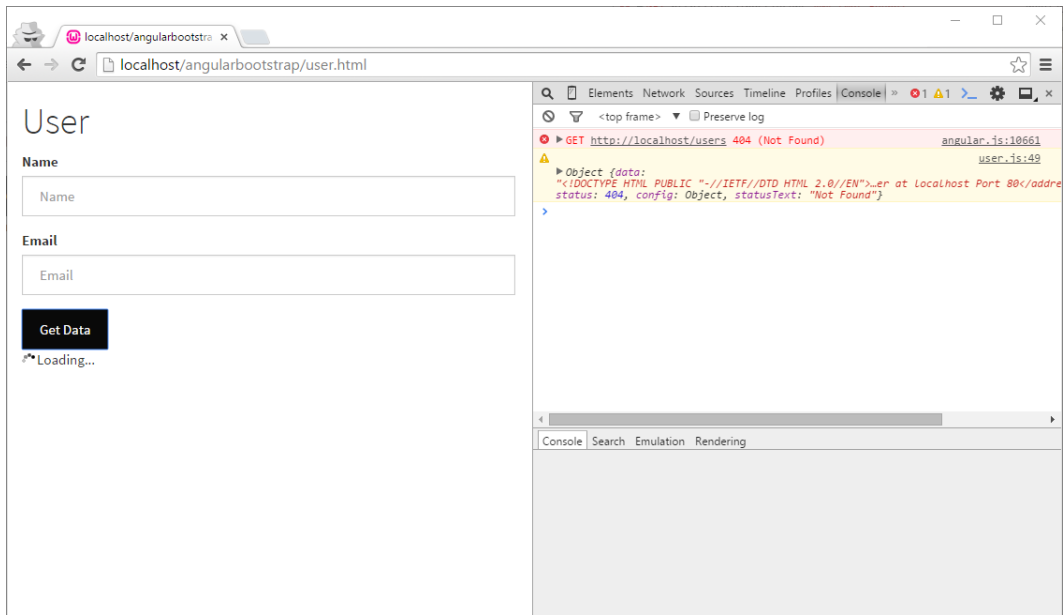 localhost/angularbootstra ×
localhost/angularbootstrap/user.html
User
Name
Name
Email
Email
Get Data
Loading...
Elements Network Sources Timeline Profiles Console » 1 1
<top frame> ▼ Preserve log
GET http://localhost/users 404 (Not Found) angular.js:10661
user.js:49
Object {data:
"<!DOCTYPE HTML PUBLIC "-//IETF//DTD HTML 2.0//EN">…er at localhost Port 80</addre
status: 404, config: Object, statusText: "Not Found"}
Console Search Emulation Rendering